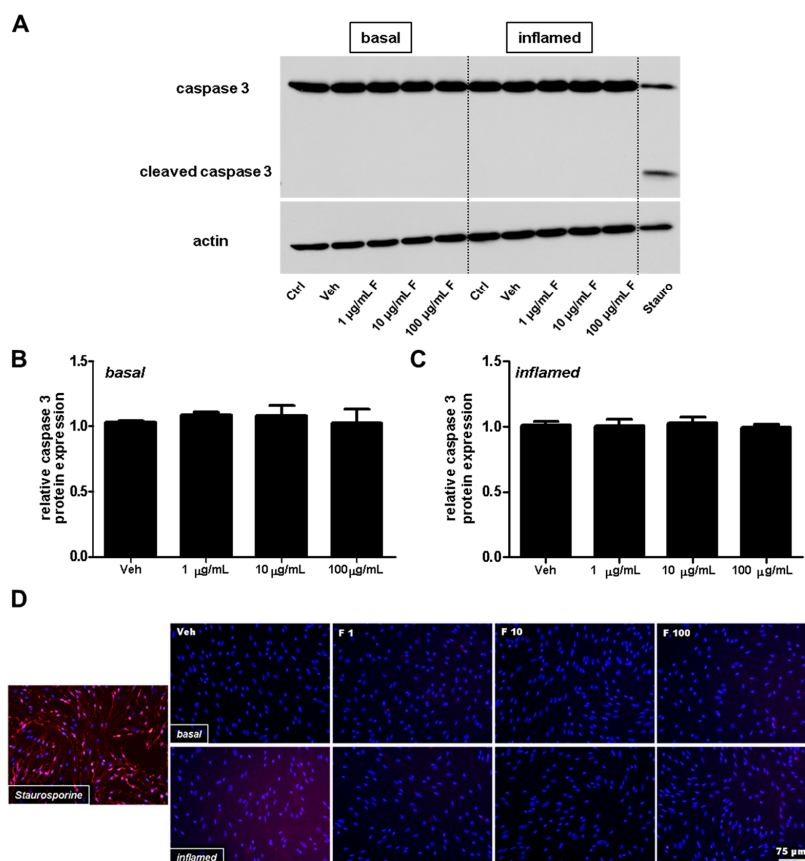 A
basal
inflamed
caspase 3
cleaved caspase 3
actin
Ctrl
Veh
1 µg/mL F
10 µg/mL F
100 µg/mL F
Ctrl
Veh
1 µg/mL F
10 µg/mL F
100 µg/mL F
Stauro
B
basal
relative caspase 3
protein expression
1.5
1.0
0.5
0.0
Veh
1 µg/mL
10 µg/mL
100µg/mL
C
inflamed
relative caspase 3
protein expression
1.5
1.0
0.5
0.0
Veh
1 µg/mL
10 µg/mL
100 µg/mL
D
Veh
F 1
F 10
F 100
basal
Staurosporine
inflamed
75 µm